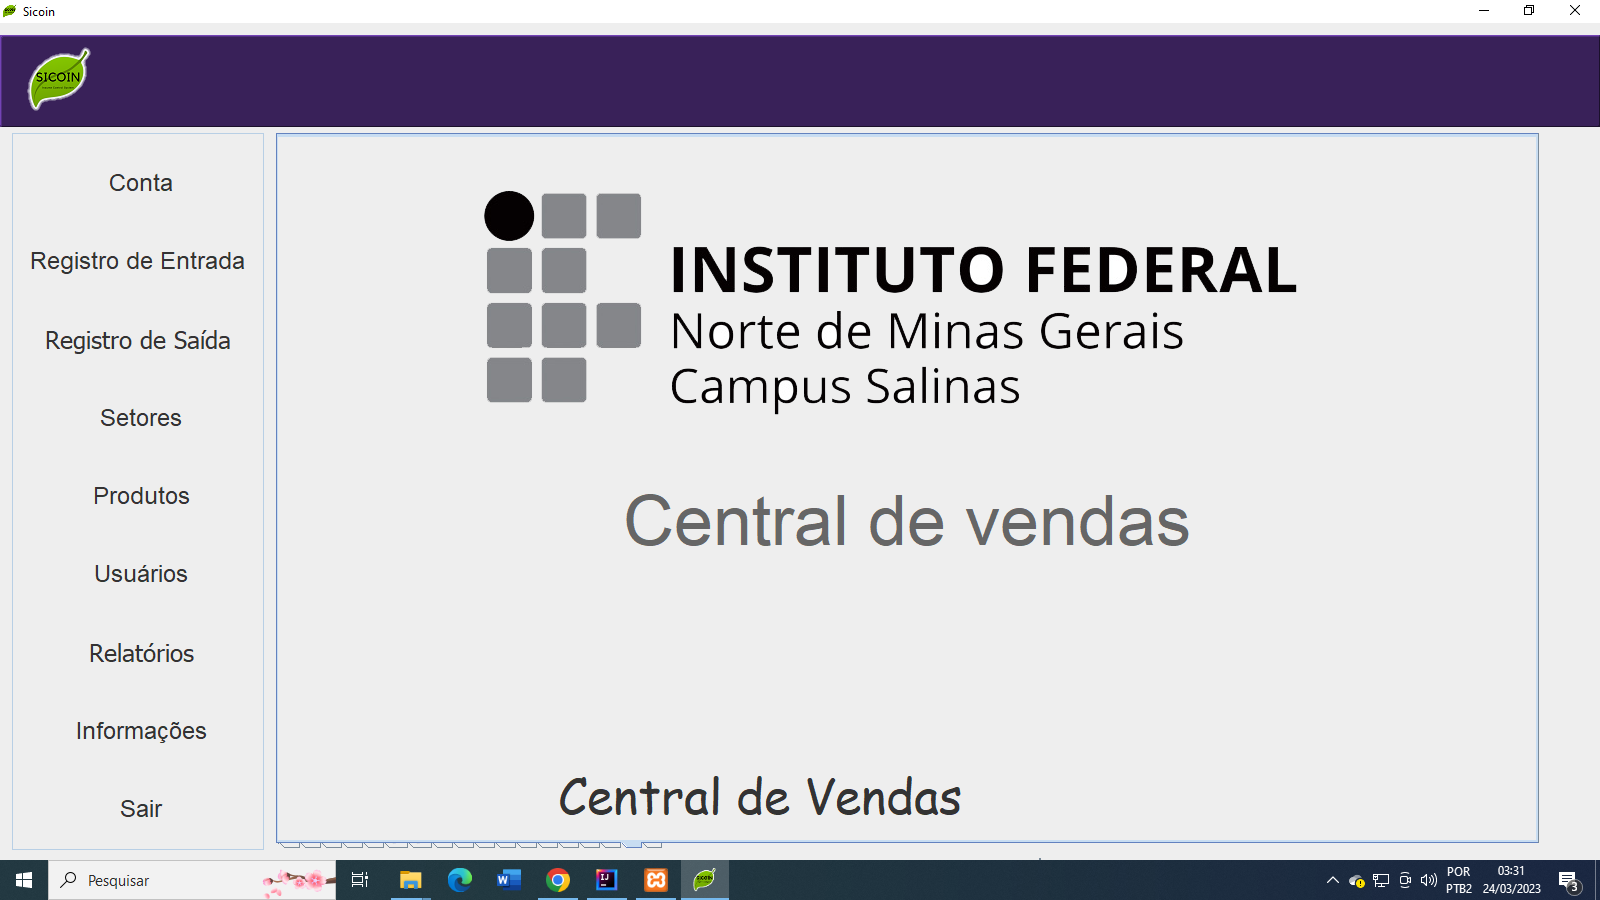 Sicoin
SICOIN
Conta
Registro de Entrada
Registro de Saída
Setores
Produtos
Usuários
Relatórios
Informações
Sair
INSTITUTO FEDERAL
Norte de Minas Gerais
Campus Salinas
Central de vendas
Central de Vendas
Pesquisar
POR
PTB2
03:31
24/03/2023
3